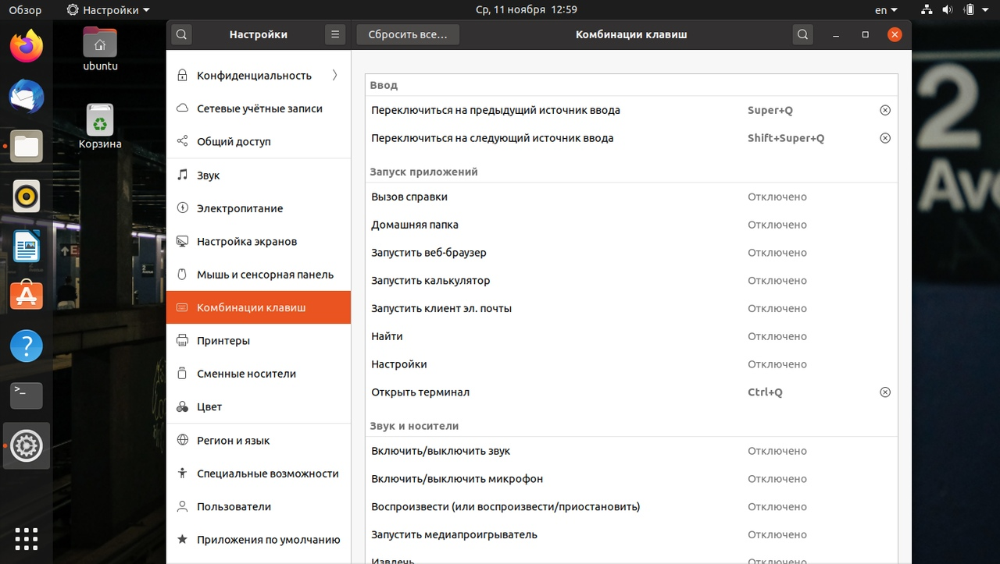 Обзор
Настройки
Ср, 11 ноября 12:59
en
ubuntu
Корзина
Настройки
Сбросить все…
Комбинации клавиш
Конфиденциальность
Сетевые учётные записи
Общий доступ
Звук
Электропитание
Настройка экранов
Мышь и сенсорная панель
Комбинации клавиш
Принтеры
Сменные носители
Цвет
Регион и язык
Специальные возможности
Пользователи
Приложения по умолчанию
Ввод
Переключиться на предыдущий источник ввода Super+Q
Переключиться на следующий источник ввода Shift+Super+Q
Запуск приложений
Вызов справки Отключено
Домашняя папка Отключено
Запустить веб-браузер Отключено
Запустить калькулятор Отключено
Запустить клиент эл. почты Отключено
Найти Отключено
Настройки Отключено
Открыть терминал Ctrl+Q
Звук и носители
Включить/выключить звук Отключено
Включить/выключить микрофон Отключено
Воспроизвести (или воспроизвести/приостановить) Отключено
Запустить медиапроигрыватель Отключено
Извлечь Отключено
2
Ave